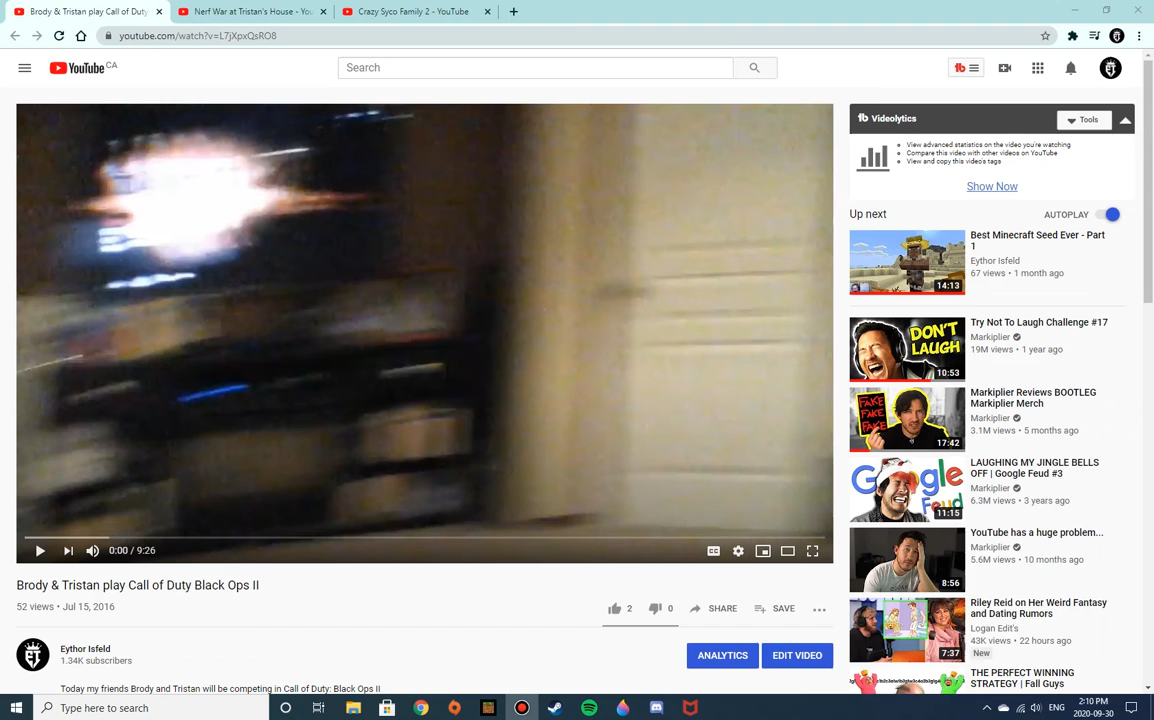 Brody & Tristan play Call of Duty
Nerf War at Tristan's House - You
Crazy Syco Family 2 - YouTube
youtube.com/watch?v=L7jXpxQsRO8
YouTube CA
Search
tb
Videolytics
Tools
View advanced statistics on the video you're watching
Compare this video with other videos on YouTube
View and copy this video's tags
Show Now
Up next
AUTOPLAY
Best Minecraft Seed Ever - Part
1
Eythor Isfeld
67 views • 1 month ago
14:13
DON'T
LAUGH
10:53
Try Not To Laugh Challenge #17
Markiplier
19M views • 1 year ago
FAKE
FAKE
FAKE
17:42
Markiplier Reviews BOOTLEG
Markiplier Merch
Markiplier
3.1M views • 5 months ago
Google
Feud
11:15
LAUGHING MY JINGLE BELLS
OFF | Google Feud #3
Markiplier
6.3M views • 3 years ago
8:56
YouTube has a huge problem...
Markiplier
5.6M views • 10 months ago
7:37
Riley Reid on Her Weird Fantasy
and Dating Rumors
Logan Edit's
43K views • 22 hours ago
New
THE PERFECT WINNING
STRATEGY | Fall Guys
0:00 / 9:26
CC
Brody & Tristan play Call of Duty Black Ops II
52 views • Jul 15, 2016
2
0
SHARE
SAVE
Eythor Isfeld
1.34K subscribers
ANALYTICS
EDIT VIDEO
Today my friends Brody and Tristan will be competing in Call of Duty: Black Ops II
Type here to search
ENG
2:10 PM
2020-09-30